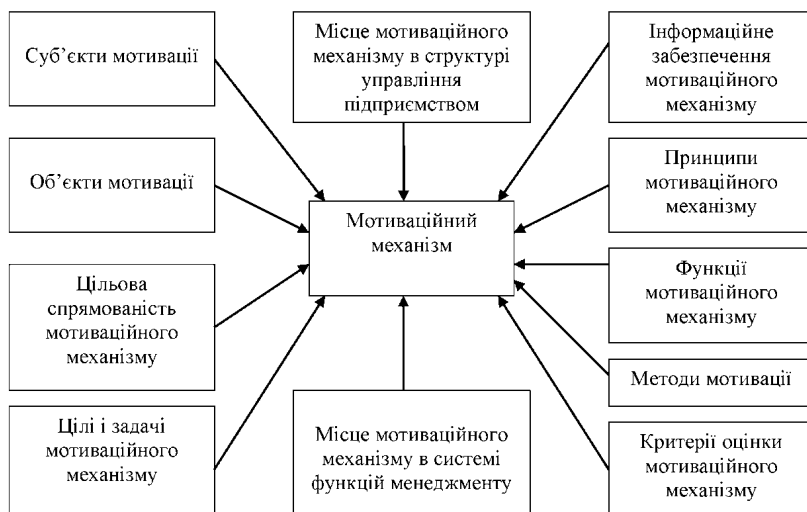 Суб’єкти мотивації
Місце мотиваційного
механізму в структурі
управління
підприємством
Інформаційне
забезпечення
мотиваційного
механізму
Об’єкти мотивації
Принципи
мотиваційного
механізму
Мотиваційний
механізм
Цільова
спрямованість
мотиваційного
механізму
Функції
мотиваційного
механізму
Методи мотивації
Цілі і задачі
мотиваційного
механізму
Місце мотиваційного
механізму в системі
функцій менеджменту
Критерії оцінки
мотиваційного
механізму